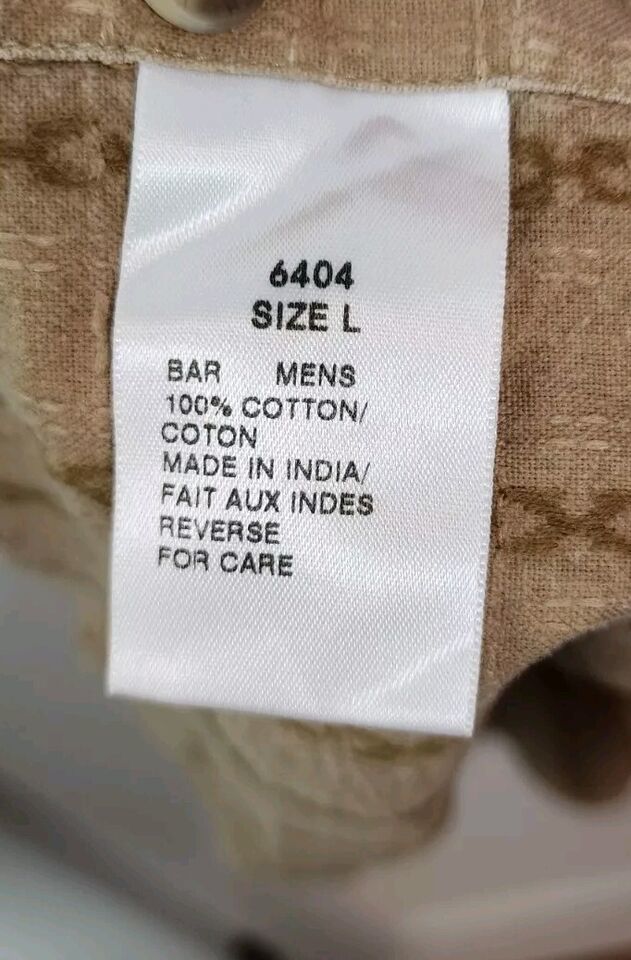 6404
SIZE L
BAR MENS
100% COTTON/
COTON
MADE IN INDIA/
FAIT AUX INDES
REVERSE
FOR CARE